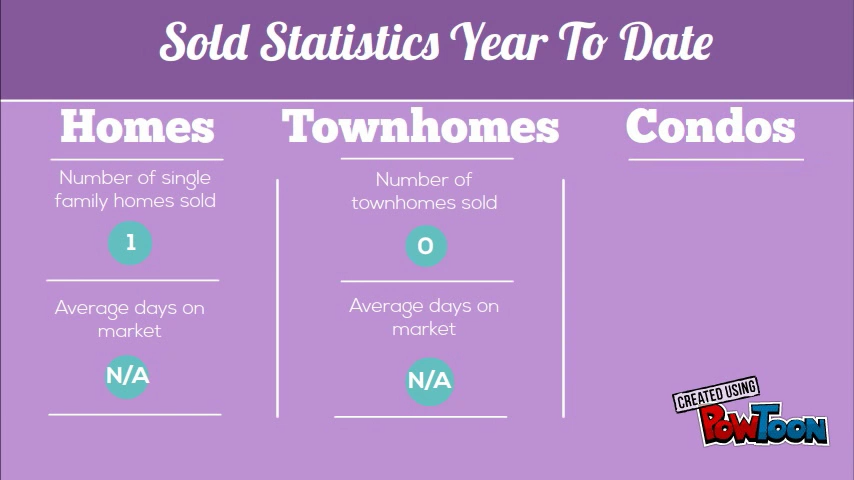 Sold Statistics Year To Date
Homes
Number of single
family homes sold
1
Average days on
market
N/A
Townhomes
Number of
townhomes sold
0
Average days on
market
N/A
Condos
CREATED USING
POWTOON